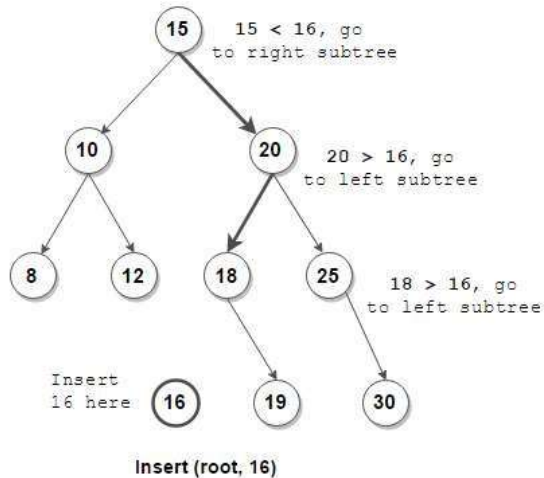 15
15 < 16, go
to right subtree
10
20
20 > 16, go
to left subtree
8
12
18
25
18 > 16, go
to left subtree
Insert
16 here
16
19
30
Insert (root, 16)